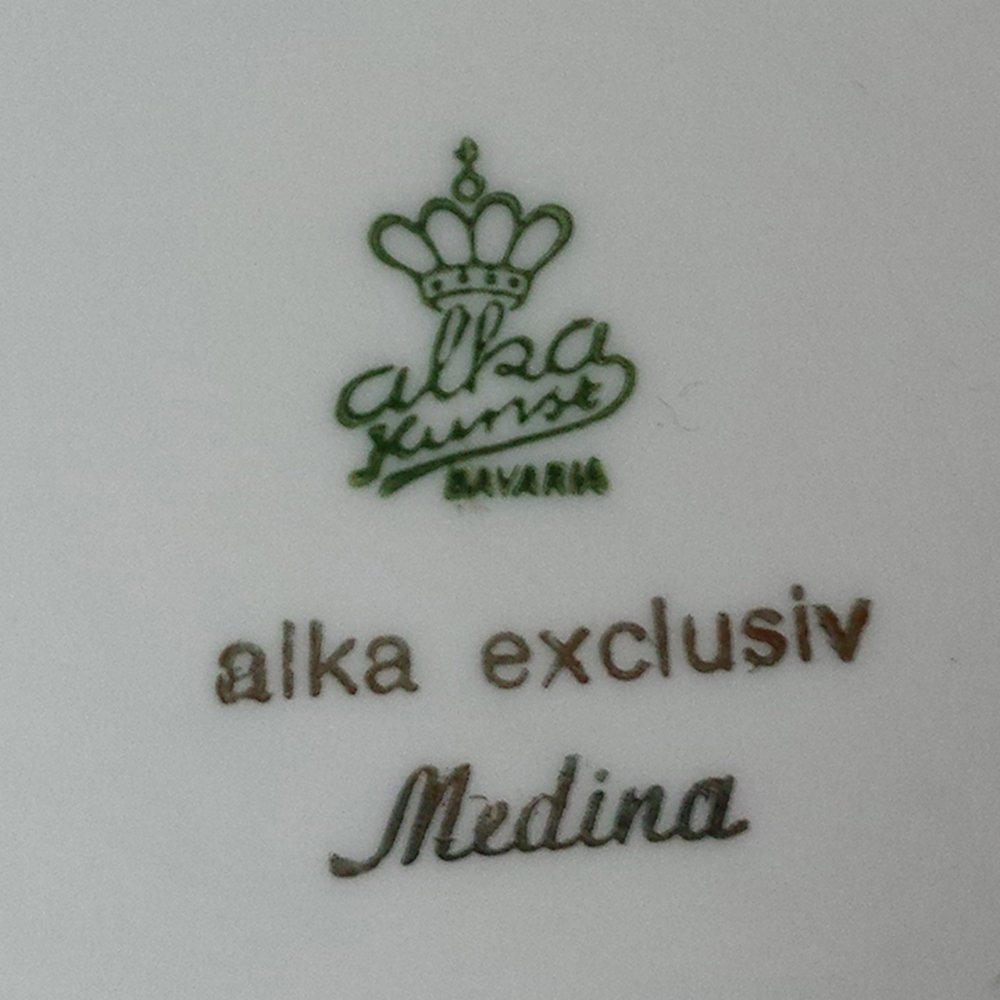 alka
Kunst
BAVARIA
alka exclusiv
Medina